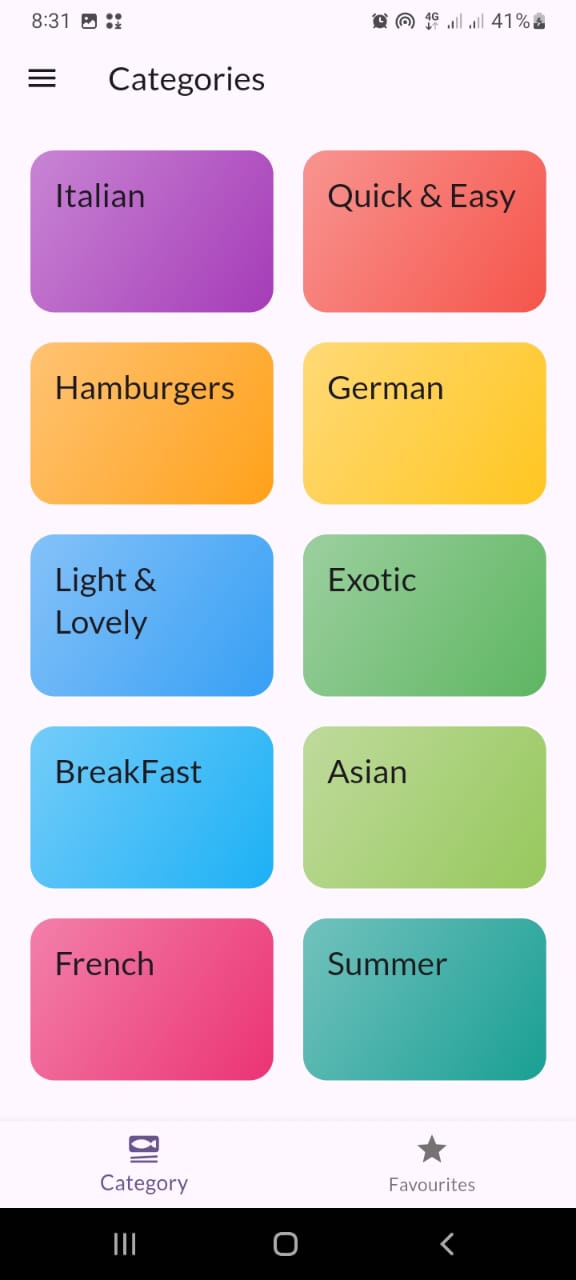 8:31 4G 41%
Categories
Italian
Quick & Easy
Hamburgers
German
Light &
Lovely
Exotic
BreakFast
Asian
French
Summer
Category
Favourites